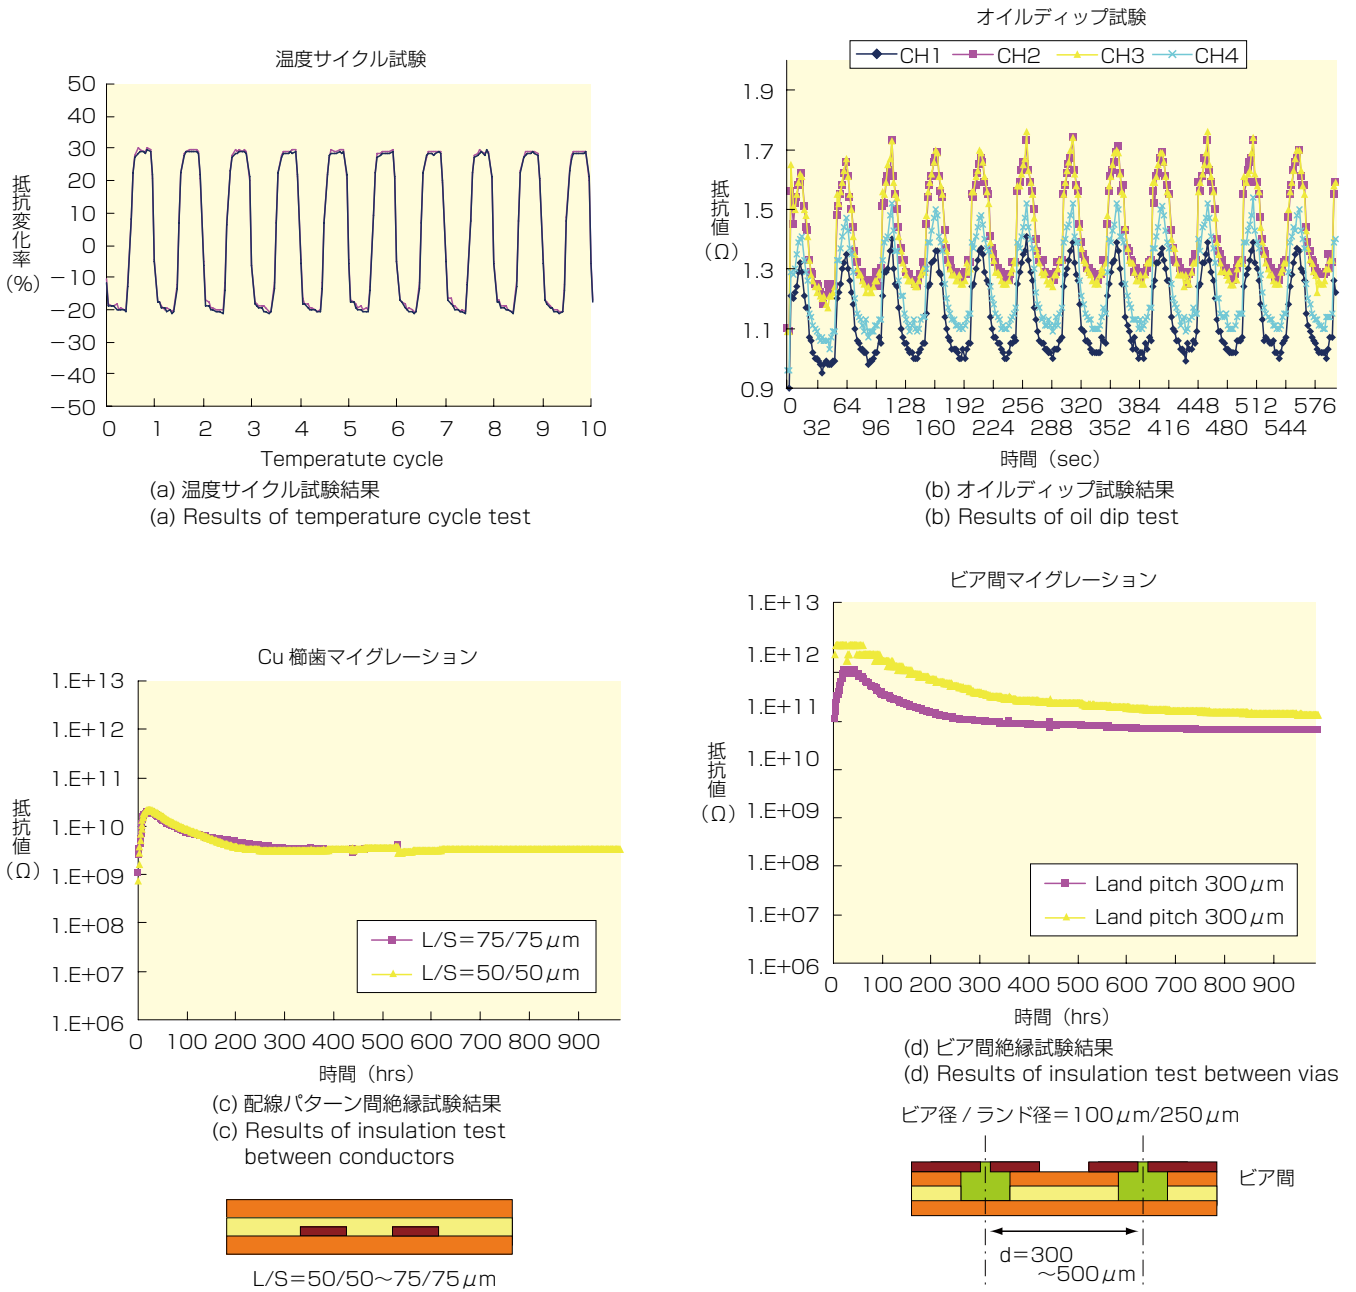 温度サイクル試験
50
40
30
20
10
0
−10
−20
−30
−40
−50
抵抗変化率(%)
0 1 2 3 4 5 6 7 8 9 10
Temperatute cycle
(a) 温度サイクル試験結果
(a) Results of temperature cycle test
オイルディップ試験
CH1 CH2 CH3 CH4
1.9
1.7
1.5
1.3
1.1
0.9
抵抗値(Ω)
0 64 128 192 256 320 384 448 512 576
32 96 160 224 288 352 416 480 544
時間（sec）
(b) オイルディップ試験結果
(b) Results of oil dip test
Cu 櫛歯マイグレーション
1.E+13
1.E+12
1.E+11
1.E+10
1.E+09
1.E+08
1.E+07
1.E+06
抵抗値(Ω)
L/S＝75/75μm
L/S＝50/50μm
0 100 200 300 400 500 600 700 800 900
時間（hrs）
(c) 配線パターン間絶縁試験結果
(c) Results of insulation test
between conductors
L/S＝50/50～75/75μm
ビア間マイグレーション
1.E+13
1.E+12
1.E+11
1.E+10
1.E+09
1.E+08
1.E+07
1.E+06
抵抗値(Ω)
Land pitch 300μm
Land pitch 300μm
0 100 200 300 400 500 600 700 800 900
時間（hrs）
(d) ビア間絶縁試験結果
(d) Results of insulation test between vias
ビア径 / ランド径＝100μm/250μm
ビア間
d＝300
～500μm